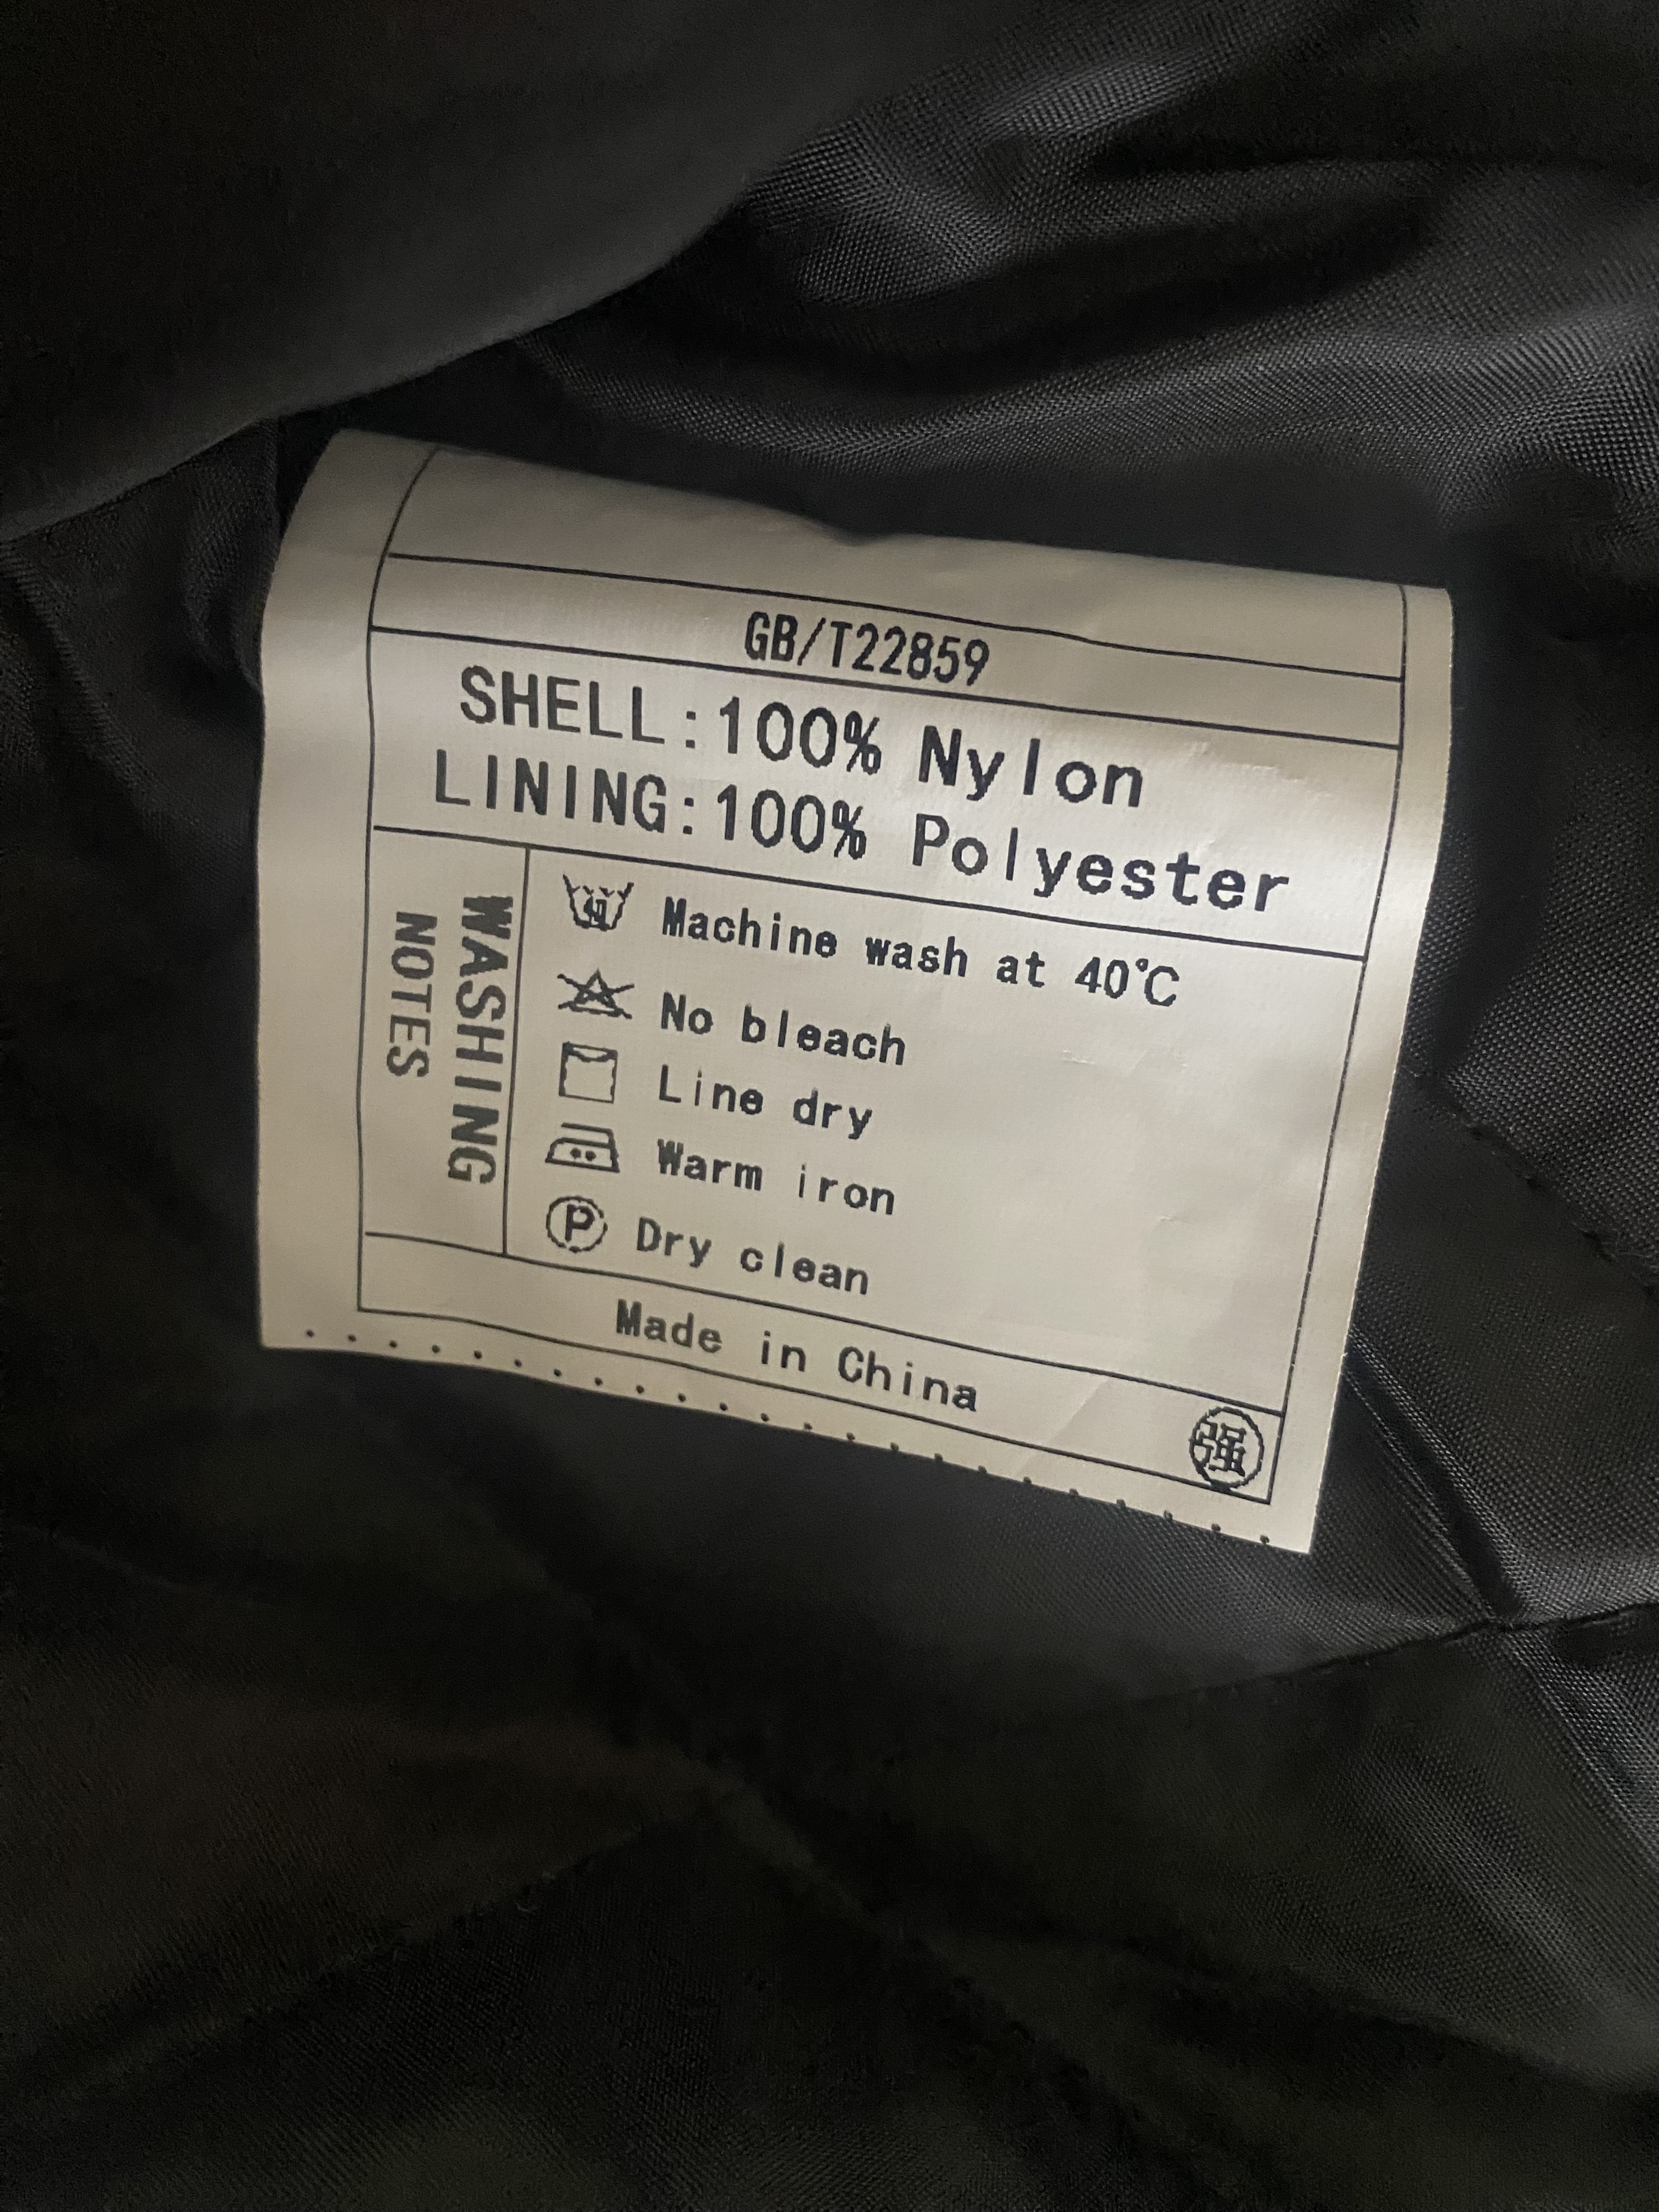 GB/T22859
SHELL:100% Nylon
LINING:100% Polyester
WASHING
NOTES
40
Machine wash at 40℃
No bleach
Line dry
Warm iron
P
Dry clean
Made in China
强